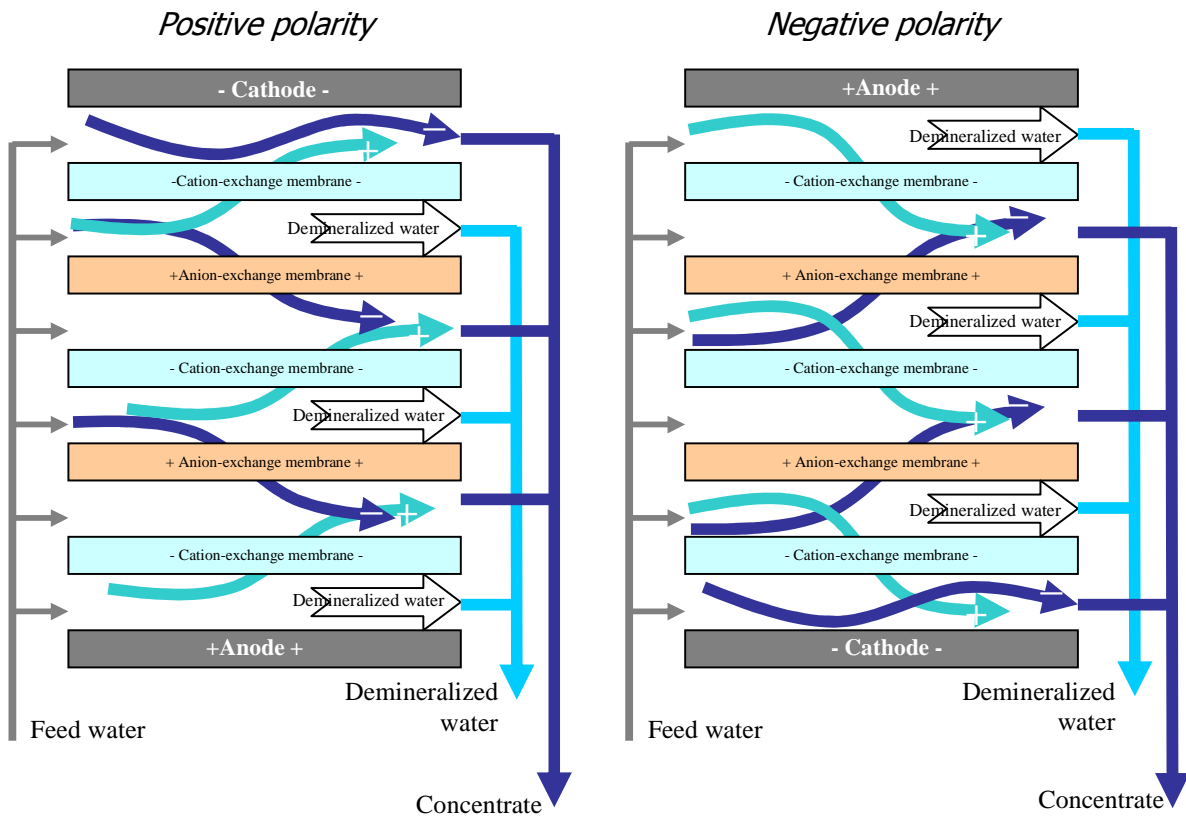 Positive polarity
- Cathode -
-Cation-exchange membrane -
Demineralized water
+Anion-exchange membrane +
- Cation-exchange membrane -
Demineralized water
+ Anion-exchange membrane +
- Cation-exchange membrane -
Demineralized water
+Anode +
Demineralized
water
Feed water
Concentrate
Negative polarity
+Anode +
Demineralized water
- Cation-exchange membrane -
+ Anion-exchange membrane +
Demineralized water
- Cation-exchange membrane -
+ Anion-exchange membrane +
Demineralized water
- Cation-exchange membrane -
- Cathode -
Demineralized
water
Feed water
Concentrate